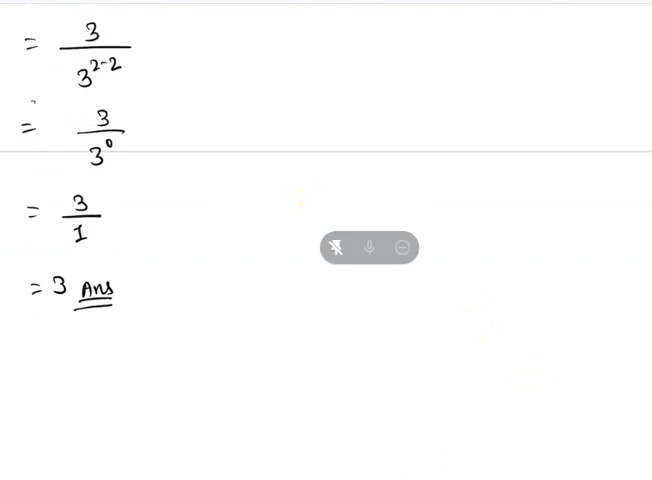 = 3/3^{2-2}
= 3/3^0
= 3/1
= 3 Ans